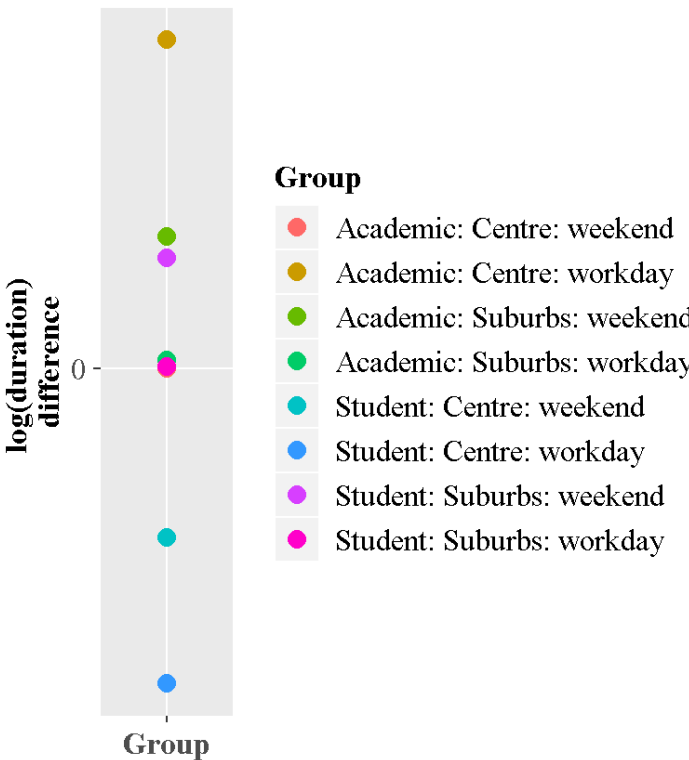 log(duration)
difference
0
Group
Group
Academic: Centre: weekend
Academic: Centre: workday
Academic: Suburbs: weekend
Academic: Suburbs: workday
Student: Centre: weekend
Student: Centre: workday
Student: Suburbs: weekend
Student: Suburbs: workday